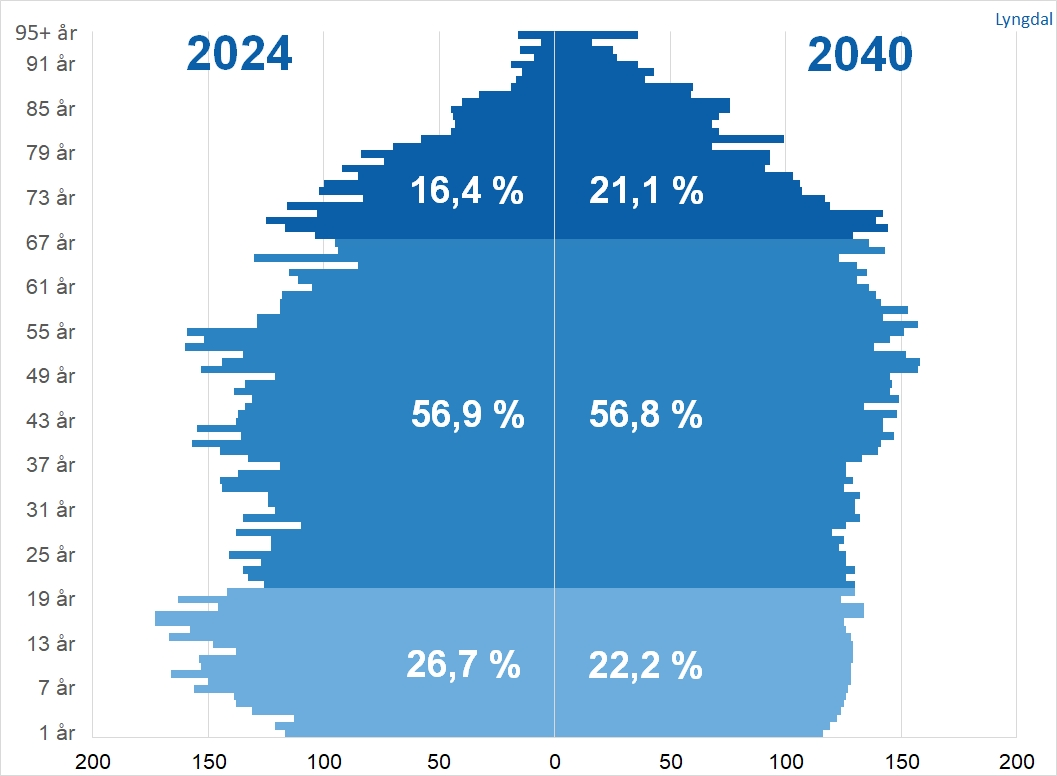 Lyngdal
2024 2040
95+ år
91 år
85 år
79 år
73 år
16,4 % 21,1 %
67 år
61 år
55 år
49 år
43 år
56,9 % 56,8 %
37 år
31 år
25 år
19 år
13 år
26,7 % 22,2 %
7 år
1 år
200 150 100 50 0 50 100 150 200